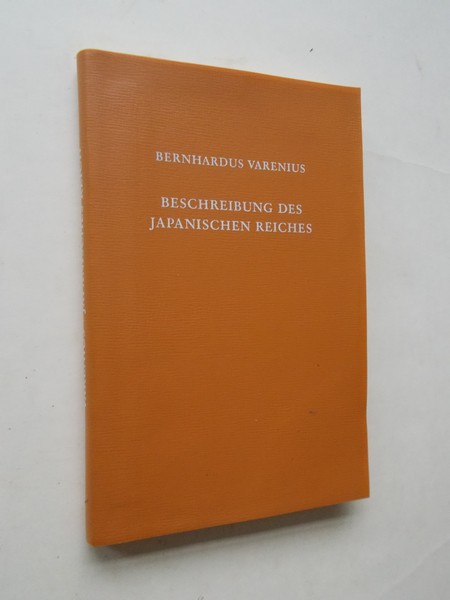 BERNHARDUS VARENIUS
BESCHREIBUNG DES
JAPANISCHEN REICHES